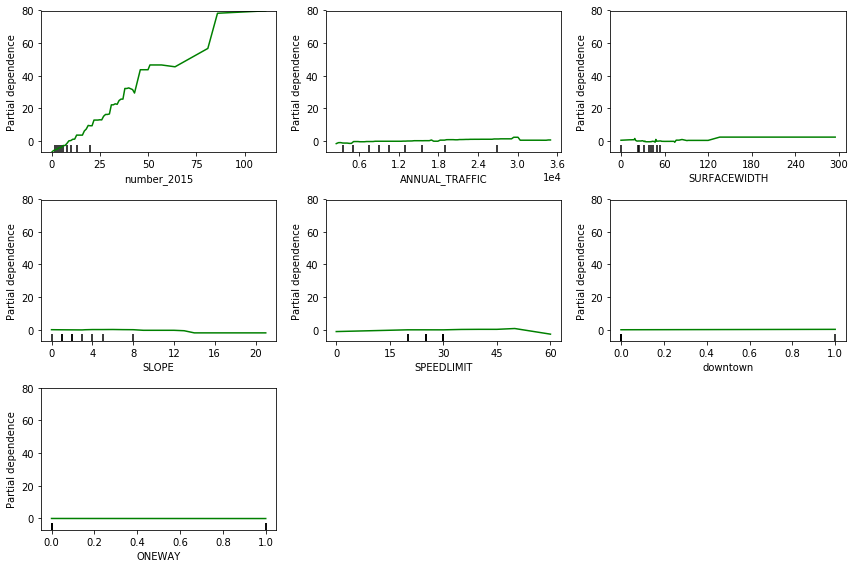 80
60
40
20
0
Partial dependence
0 25 50 75 100
number_2015
80
60
40
20
0
Partial dependence
0.6 1.2 1.8 2.4 3.0 3.6
1e4
ANNUAL_TRAFFIC
80
60
40
20
0
Partial dependence
0 60 120 180 240 300
SURFACEWIDTH
80
60
40
20
0
Partial dependence
0 4 8 12 16 20
SLOPE
80
60
40
20
0
Partial dependence
0 15 30 45 60
SPEEDLIMIT
80
60
40
20
0
Partial dependence
0.0 0.2 0.4 0.6 0.8 1.0
downtown
80
60
40
20
0
Partial dependence
0.0 0.2 0.4 0.6 0.8 1.0
ONEWAY